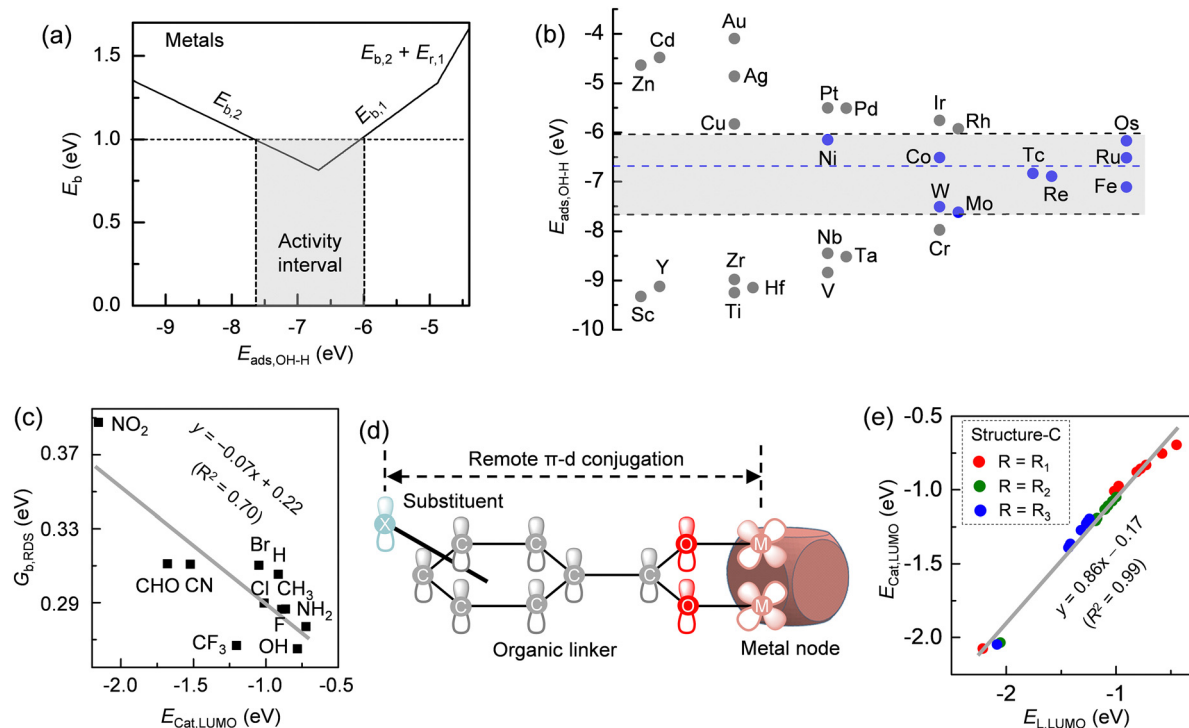 (a)
Metals
E_b,2
E_b,2 + E_r,1
E_b,1
Activity
interval
E_b (eV)
1.5
1.0
0.5
0.0
-9 -8 -7 -6 -5
E_ads,OH-H (eV)
(b)
E_ads,OH-H (eV)
-4
-5
-6
-7
-8
-9
-10
Au
Cd
Zn
Ag
Pt
Pd
Ir
Rh
Cu
Os
Ni
Co
Tc
Ru
Re
Fe
W
Mo
Cr
Nb
Ta
Y
Zr
Hf
V
Sc
Ti
(c)
G_b,RDS (eV)
0.37
0.33
0.29
NO₂
y = −0.07x + 0.22
(R² = 0.70)
CHO
CN
Br
H
Cl
CH₃
NH₂
F
CF₃
OH
-2.0 -1.5 -1.0 -0.5
E_Cat,LUMO (eV)
(d)
Remote π-d conjugation
Substituent
X
C
C
C
C
C
C
C
O
O
M
M
Organic linker
Metal node
(e)
E_Cat,LUMO (eV)
-0.5
-1.0
-1.5
-2.0
Structure-C
R = R₁
R = R₂
R = R₃
y = 0.86x − 0.17
(R² = 0.99)
-2 -1
E_L,LUMO (eV)